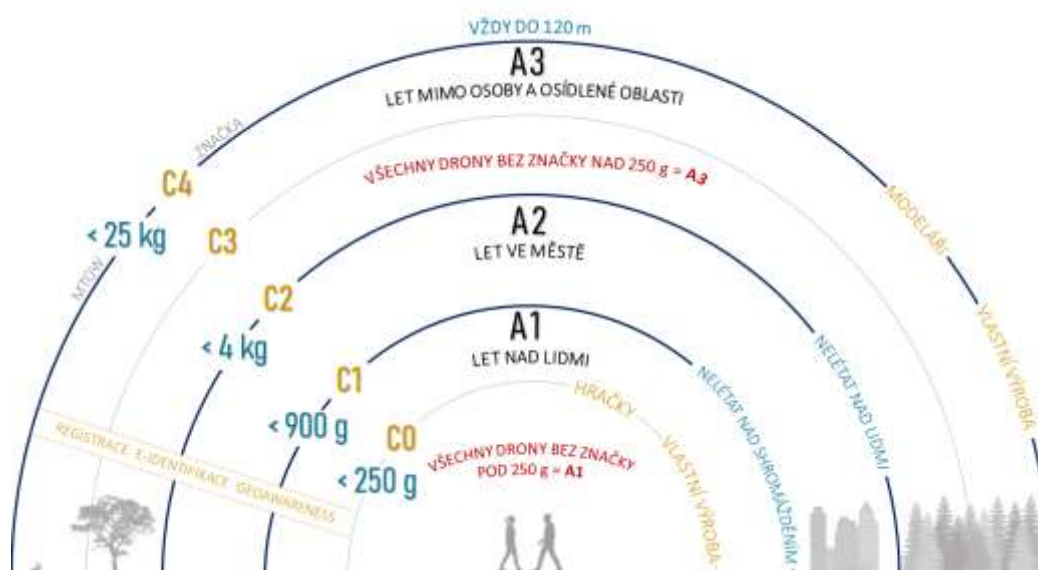 VŽDY DO 120 m
A3
LET MIMO OSOBY A OSÍDLENÉ OBLASTI
ZNAČKA
C4
VŠECHNY DRONY BEZ ZNAČKY NAD 250 g = A3
MODELÁŘI
< 25 kg
C3
A2
LET VE MĚSTĚ
MTOW
C2
VLASTNÍ VÝROBA
< 4 kg
A1
LET NAD LIDMI
NELÉTAT NAD LIDMI
C1
NELÉTAT NAD SHROMÁŽDĚNÍM
HRAČKY
< 900 g
C0
REGISTRACE E-IDENTIFIKACE GEOAWARENESS
VŠECHNY DRONY BEZ ZNAČKY
POD 250 g = A1
< 250 g
VLASTNÍ VÝROBA